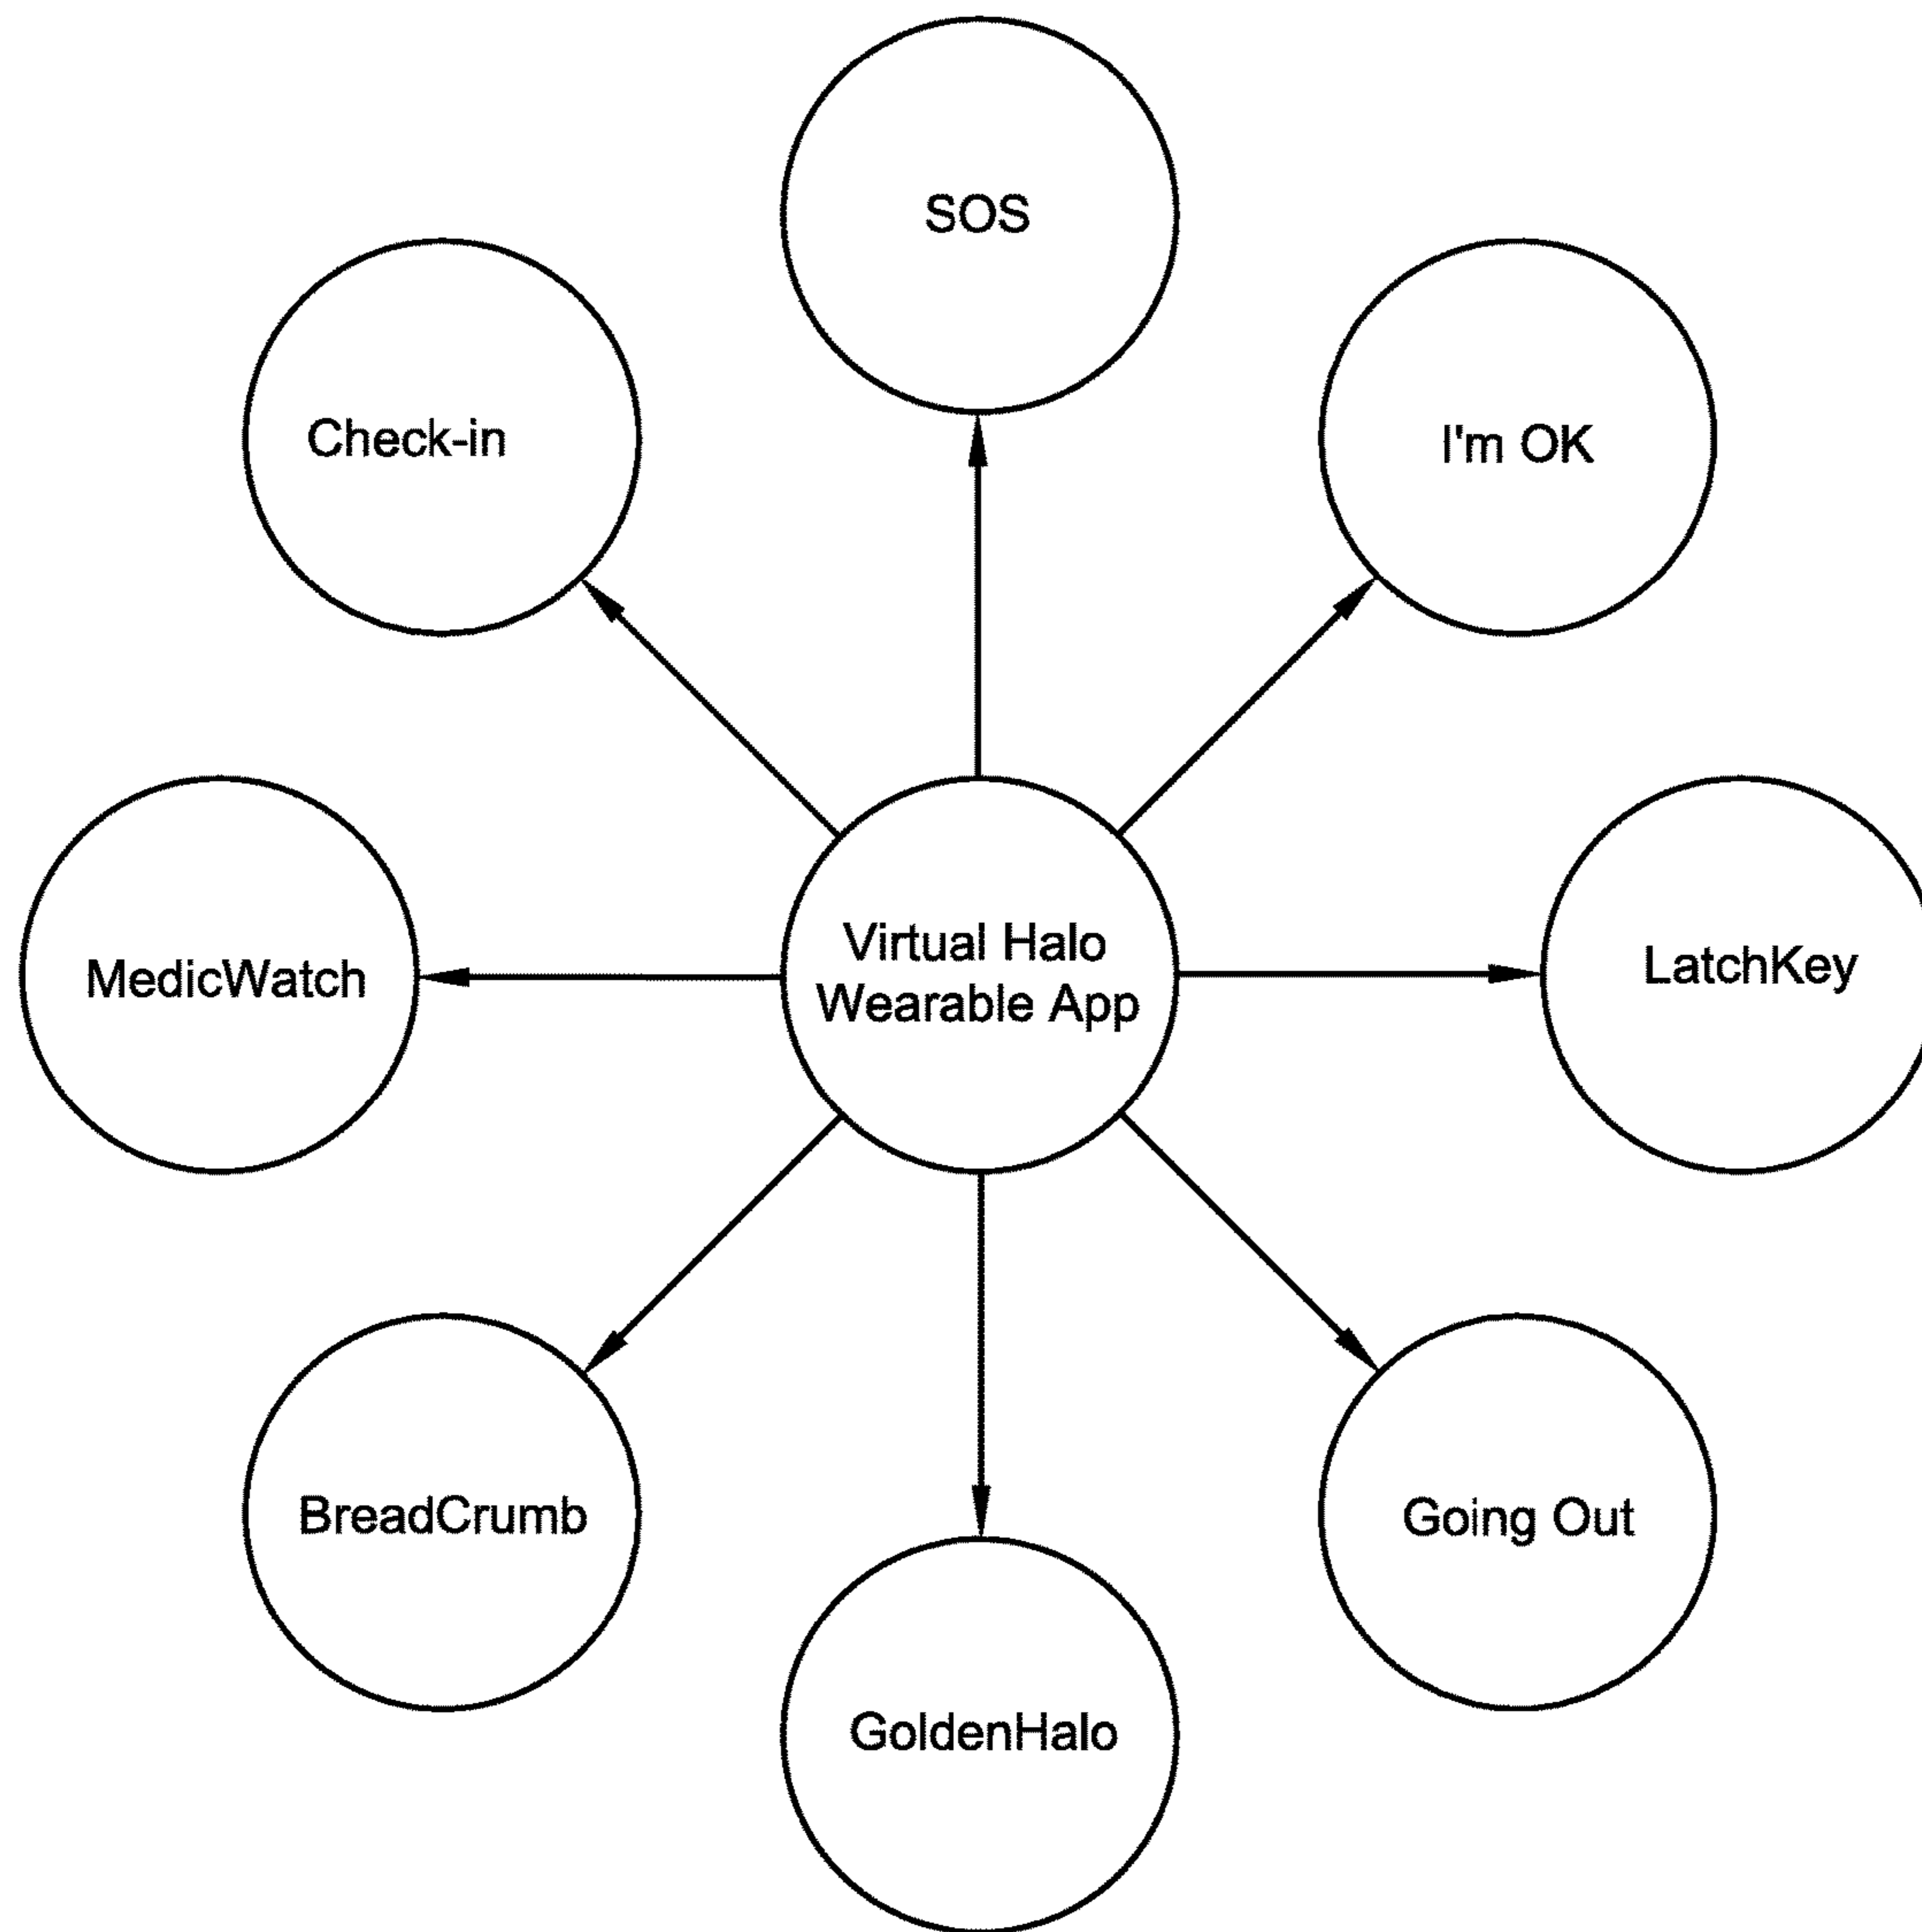 SOS
Check-in
I'm OK
Virtual Halo
Wearable App
MedicWatch
LatchKey
BreadCrumb
Going Out
GoldenHalo